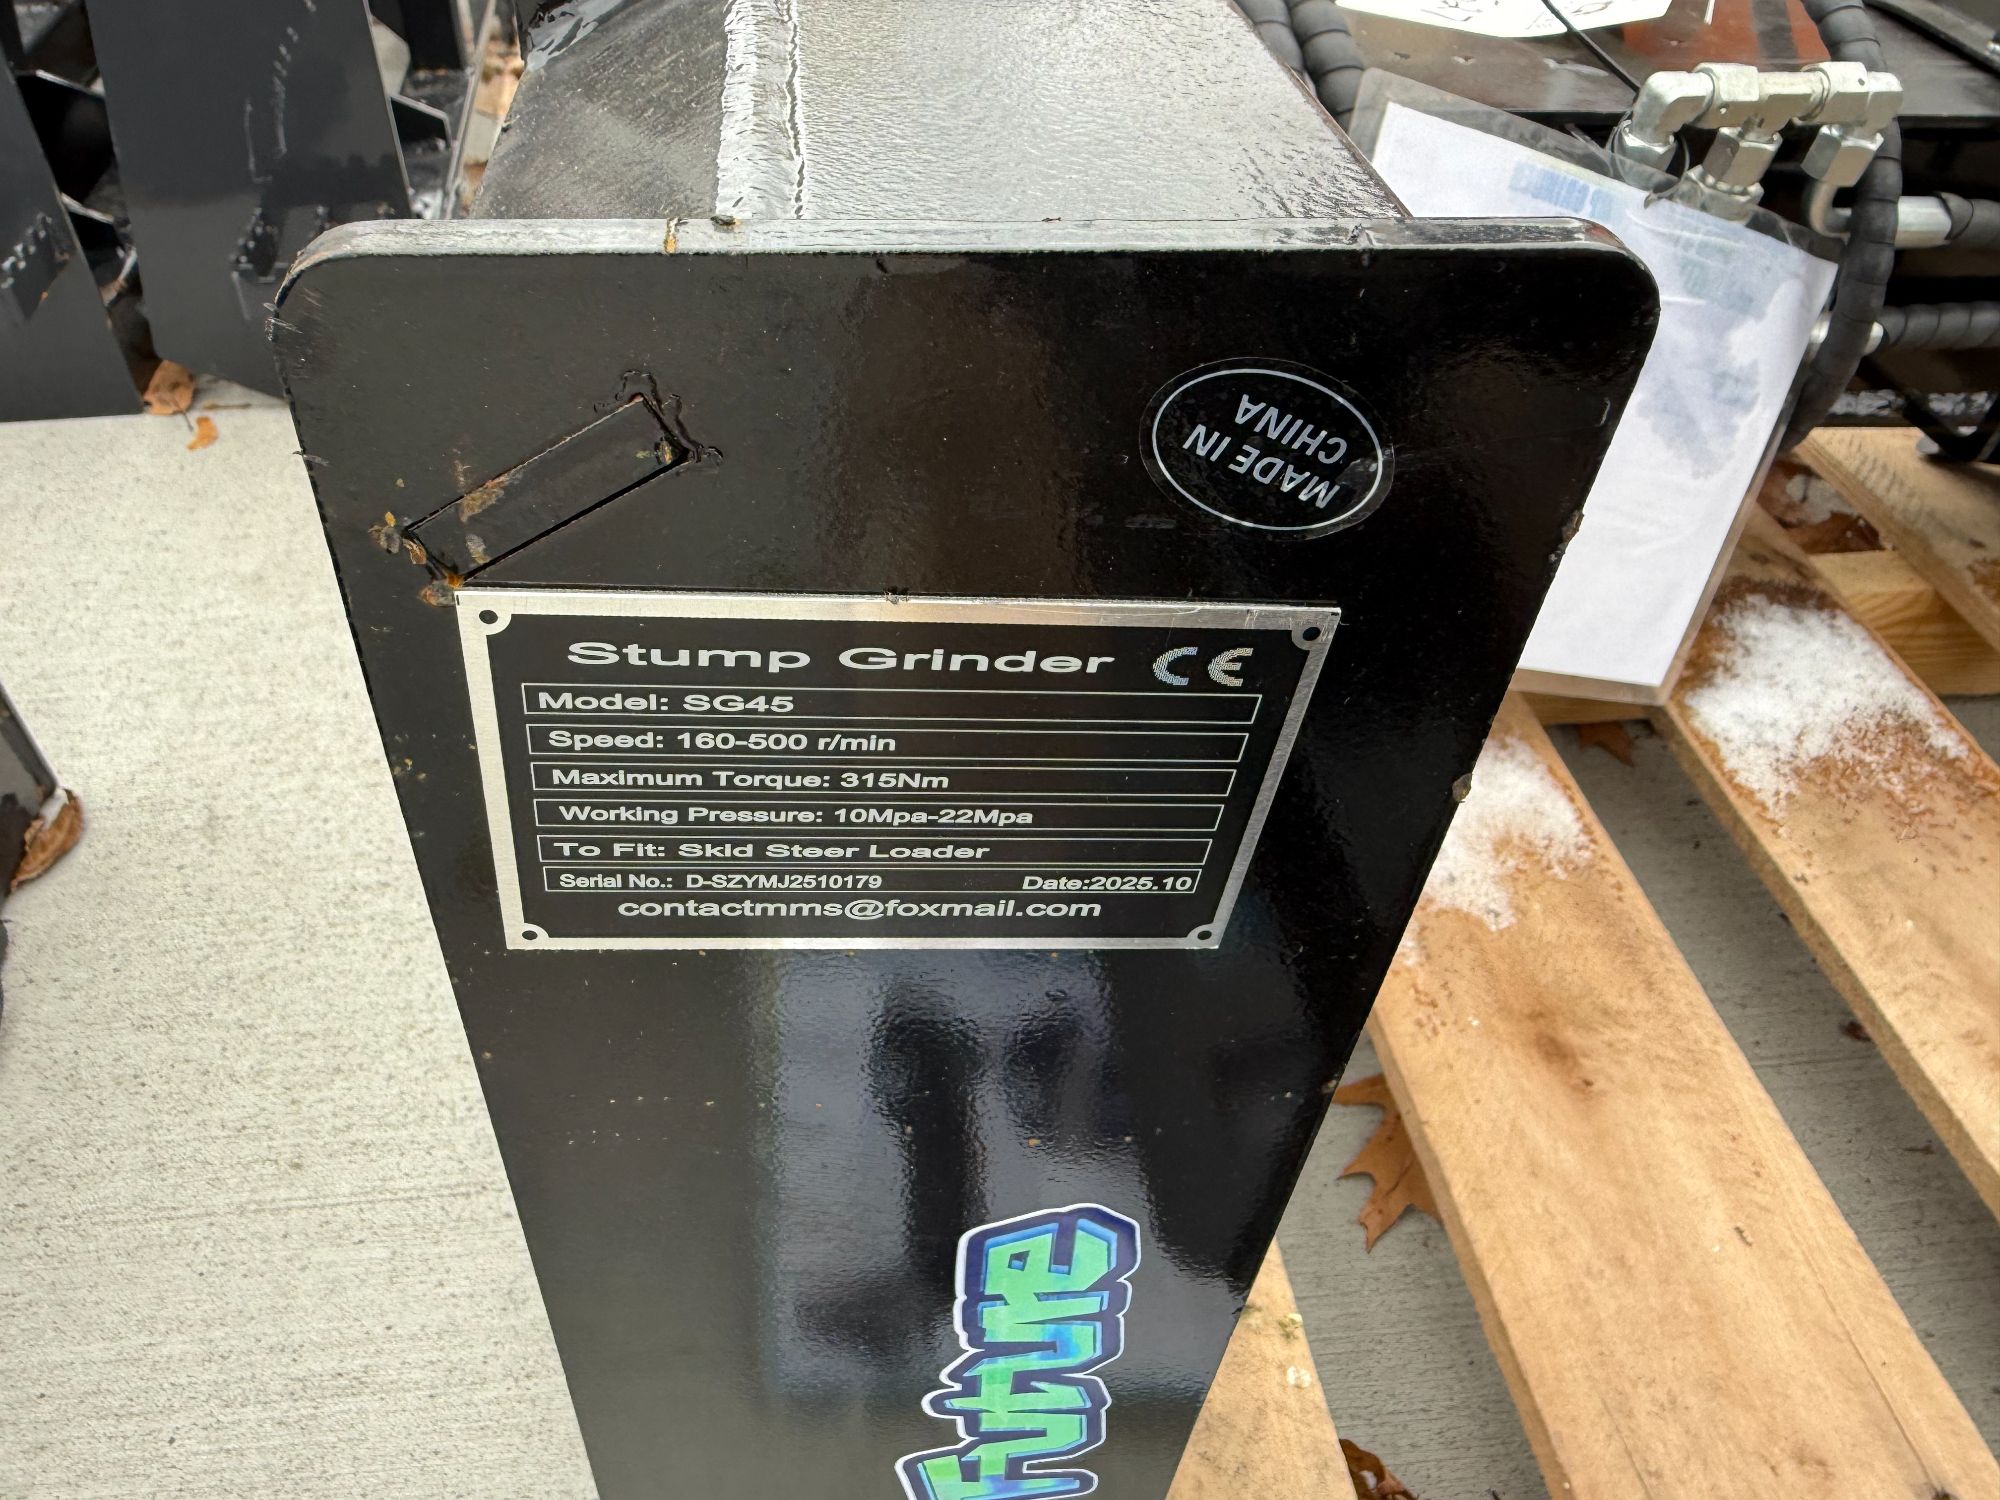 MADE IN
CHINA
Stump Grinder CE
Model: SG45
Speed: 160-500 r/min
Maximum Torque: 315Nm
Working Pressure: 10Mpa-22Mpa
To Fit: Skid Steer Loader
Serial No.: D-SZYMJ2510179 Date:2025.10
contactmms@foxmail.com
Future